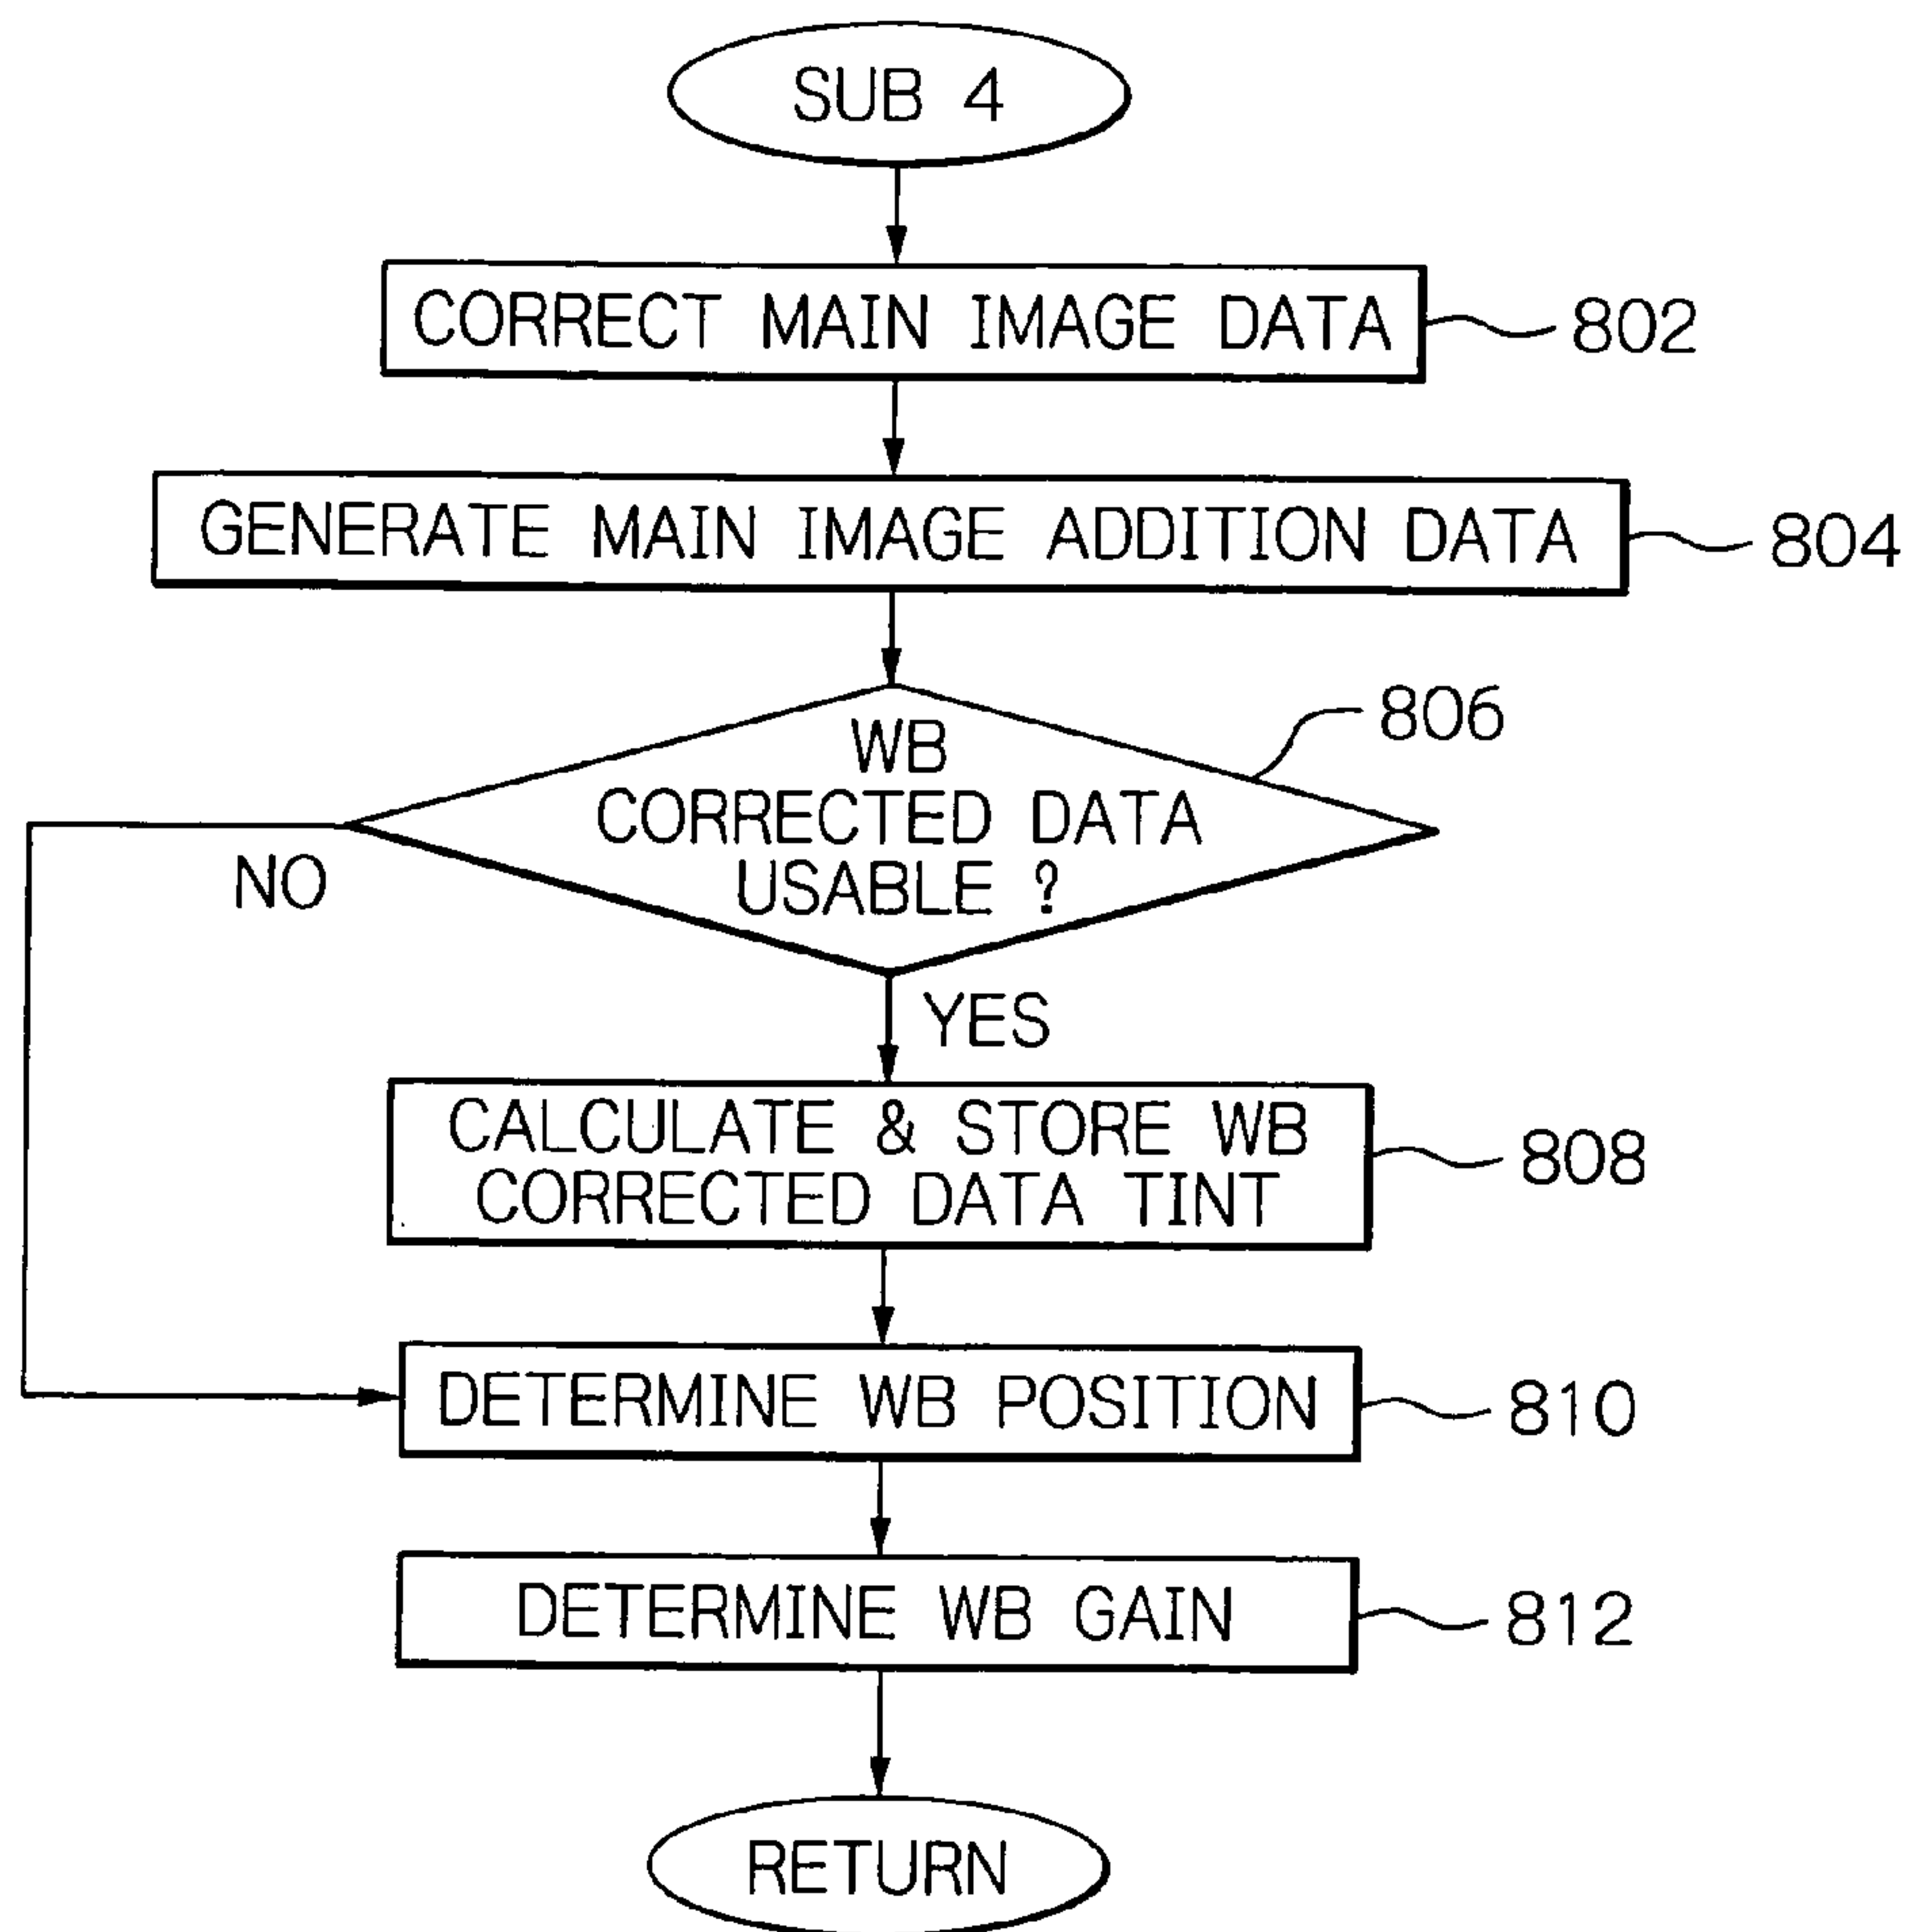 SUB 4
CORRECT MAIN IMAGE DATA
802
GENERATE MAIN IMAGE ADDITION DATA
804
806
WB
CORRECTED DATA
USABLE ?
NO
YES
CALCULATE & STORE WB
CORRECTED DATA TINT
808
DETERMINE WB POSITION
810
DETERMINE WB GAIN
812
RETURN